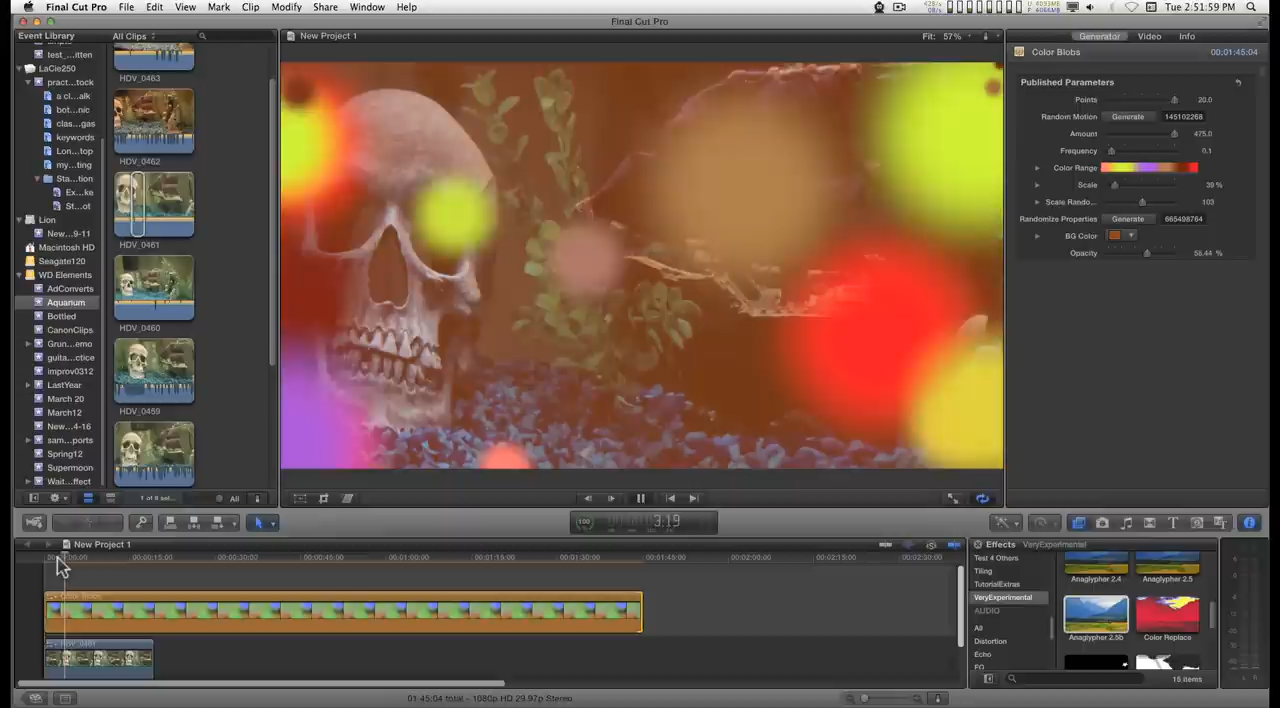 Final Cut Pro File Edit View Mark Clip Modify Share Window Help Tue 2:51:59 PM
Final Cut Pro
Event Library All Clips
New Project 1 Fit: 57%
Generator Video Info
Color Blobs 00:01:45:04
Published Parameters
Points 20.0
Random Motion Generate 145102268
Amount 475.0
Frequency 0.1
Color Range
Scale 39 %
Scale Rando... 103
Randomize Properties Generate 665498764
BG Color
Opacity 58.44 %
test_...itten
LaCie250
pract...tock
a cl...alk
bot...nic
clas...gas
keywords
Lon...top
my...ting
Sta...tion
Ex...ke
St...ot
Lion
New...9-11
Macintosh HD
Seagate120
WD Elements
AdConverts
Aquarium
Bottled
CanonClips
Grun...emo
guita...ctice
improv0312
LastYear
March 20
March12
New...4-16
sam...ports
Spring12
Supermoon
Wait...ffect
HDV_0463
HDV_0462
HDV_0461
HDV_0460
HDV_0459
All
100 3:19
New Project 1
00:00:15:00 00:00:30:00 00:00:45:00 00:01:00:00 00:01:15:00 00:01:30:00 00:01:45:00 00:02:00:00 00:02:15:00 00:02:30:00
01:45:04 total - 1080p HD 29.97p Stereo
Effects VeryExperimental
Test 4 Others
Tiling
TutorialExtras
VeryExperimental
AUDIO
All
Distortion
Echo
EQ
Anaglypher 2.4 Anaglypher 2.5
Anaglypher 2.5b Color Replace
15 items